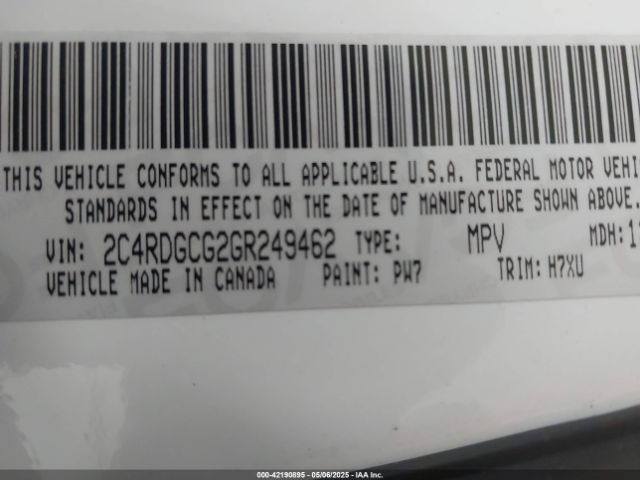 THIS VEHICLE CONFORMS TO ALL APPLICABLE U.S.A. FEDERAL MOTOR VEHI
STANDARDS IN EFFECT ON THE DATE OF MANUFACTURE SHOWN ABOVE.
VIN: 2C4RDGCG2GR249462 TYPE: MPV MDH:1
VEHICLE MADE IN CANADA PAINT: PW7 TRIM: H7XU
000-42190895 - 05/06/2025 - IAA Inc.